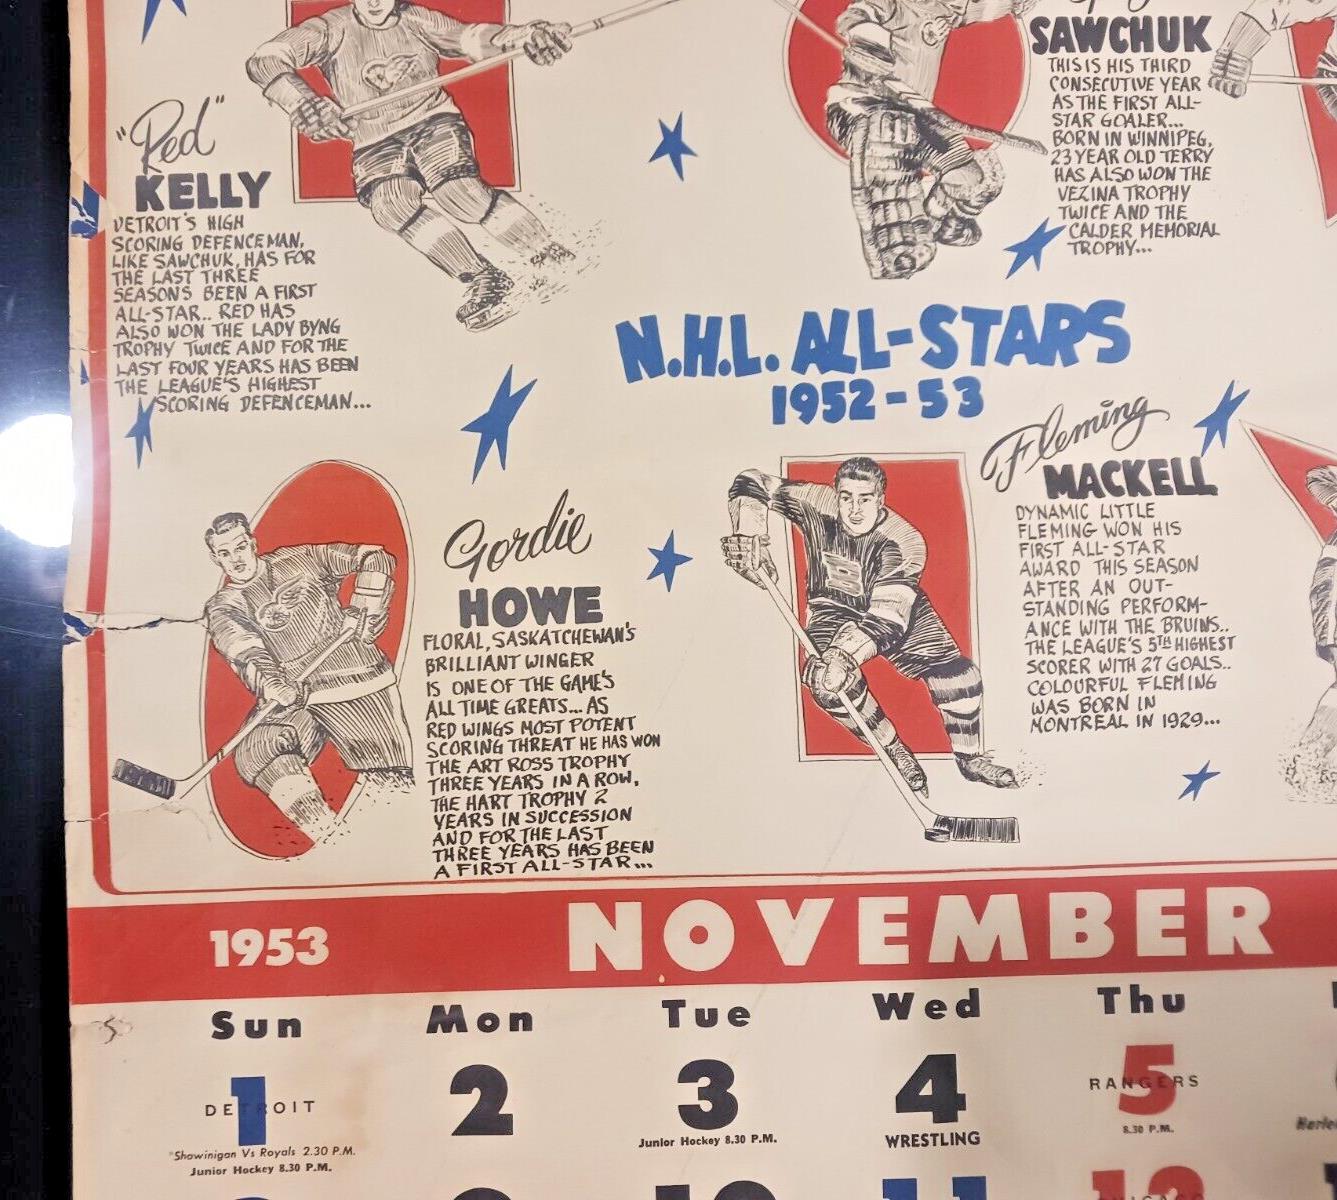 "Red"
KELLY
DETROIT'S HIGH
SCORING DEFENCEMAN,
LIKE SAWCHUK, HAS FOR
THE LAST THREE
SEASONS BEEN A FIRST
ALL-STAR.. RED HAS
ALSO WON THE LADY BYNG
TROPHY TWICE AND FOR THE
LAST FOUR YEARS HAS BEEN
THE LEAGUE'S HIGHEST
SCORING DEFENCEMAN...
SAWCHUK
THIS IS HIS THIRD
CONSECUTIVE YEAR
AS THE FIRST ALL-
STAR GOALER...
BORN IN WINNIPEG,
23 YEAR OLD TERRY
HAS ALSO WON THE
VEZINA TROPHY
TWICE AND THE
CALDER MEMORIAL
TROPHY...
N.H.L. ALL-STARS
1952-53
Gordie
HOWE
FLORAL, SASKATCHEWAN'S
BRILLIANT WINGER
IS ONE OF THE GAME'S
ALL TIME GREATS... AS
RED WINGS MOST POTENT
SCORING THREAT HE HAS WON
THE ART ROSS TROPHY
THREE YEARS IN A ROW,
THE HART TROPHY 2
YEARS IN SUCCESSION
AND FOR THE LAST
THREE YEARS HAS BEEN
A FIRST ALL-STAR...
Fleming
MACKELL
DYNAMIC LITTLE
FLEMING WON HIS
FIRST ALL-STAR
AWARD THIS SEASON
AFTER AN OUT-
STANDING PERFORM-
ANCE WITH THE BRUINS..
THE LEAGUE'S 5TH HIGHEST
SCORER WITH 27 GOALS..
COLOURFUL FLEMING
WAS BORN IN
MONTREAL IN 1929...
B
1953 NOVEMBER
Sun Mon Tue Wed Thu
1 2 3 4 5
DETROIT
"Shawinigan Vs Royals 2.30 P.M.
Junior Hockey 8.30 P.M.
Junior Hockey 8.30 P.M.
WRESTLING
RANGERS
8.30 P.M.